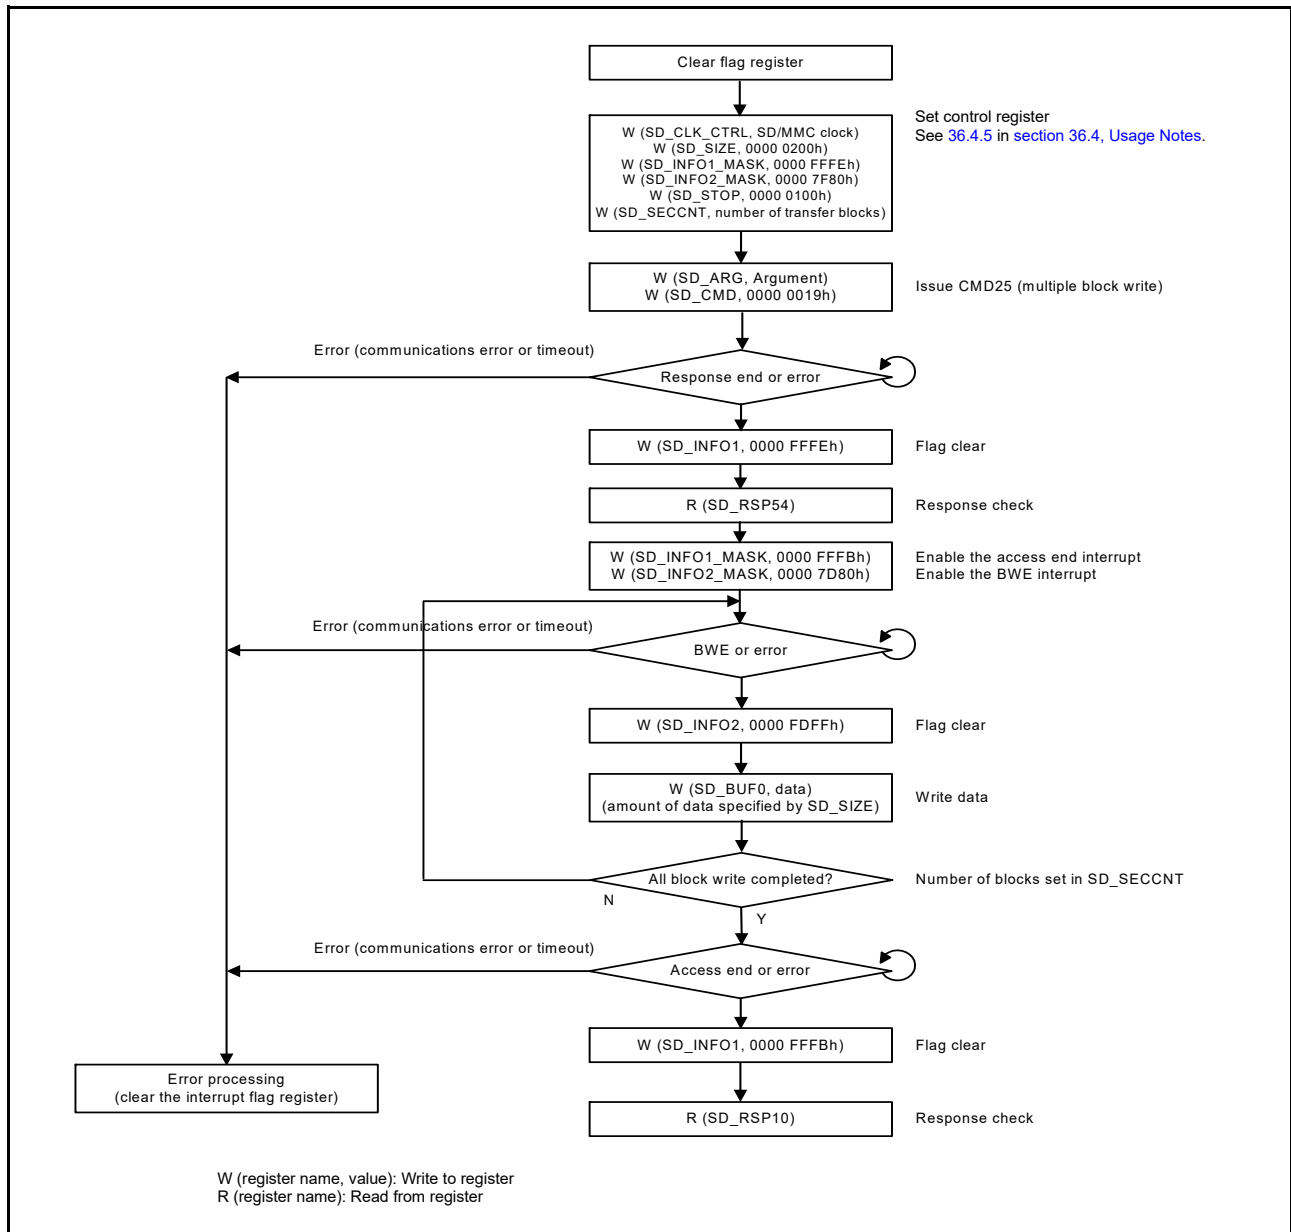 Clear flag register
W (SD_CLK_CTRL, SD/MMC clock)
W (SD_SIZE, 0000 0200h)
W (SD_INFO1_MASK, 0000 FFFEh)
W (SD_INFO2_MASK, 0000 7F80h)
W (SD_STOP, 0000 0100h)
W (SD_SECCNT, number of transfer blocks)
Set control register
See 36.4.5 in section 36.4, Usage Notes.
W (SD_ARG, Argument)
W (SD_CMD, 0000 0019h)
Issue CMD25 (multiple block write)
Error (communications error or timeout)
Response end or error
W (SD_INFO1, 0000 FFFEh)
Flag clear
R (SD_RSP54)
Response check
W (SD_INFO1_MASK, 0000 FFFBh)
W (SD_INFO2_MASK, 0000 7D80h)
Enable the access end interrupt
Enable the BWE interrupt
Error (communications error or timeout)
BWE or error
W (SD_INFO2, 0000 FDFFh)
Flag clear
W (SD_BUF0, data)
(amount of data specified by SD_SIZE)
Write data
All block write completed?
Number of blocks set in SD_SECCNT
N
Y
Error (communications error or timeout)
Access end or error
W (SD_INFO1, 0000 FFFBh)
Flag clear
Error processing
(clear the interrupt flag register)
R (SD_RSP10)
Response check
W (register name, value): Write to register
R (register name): Read from register